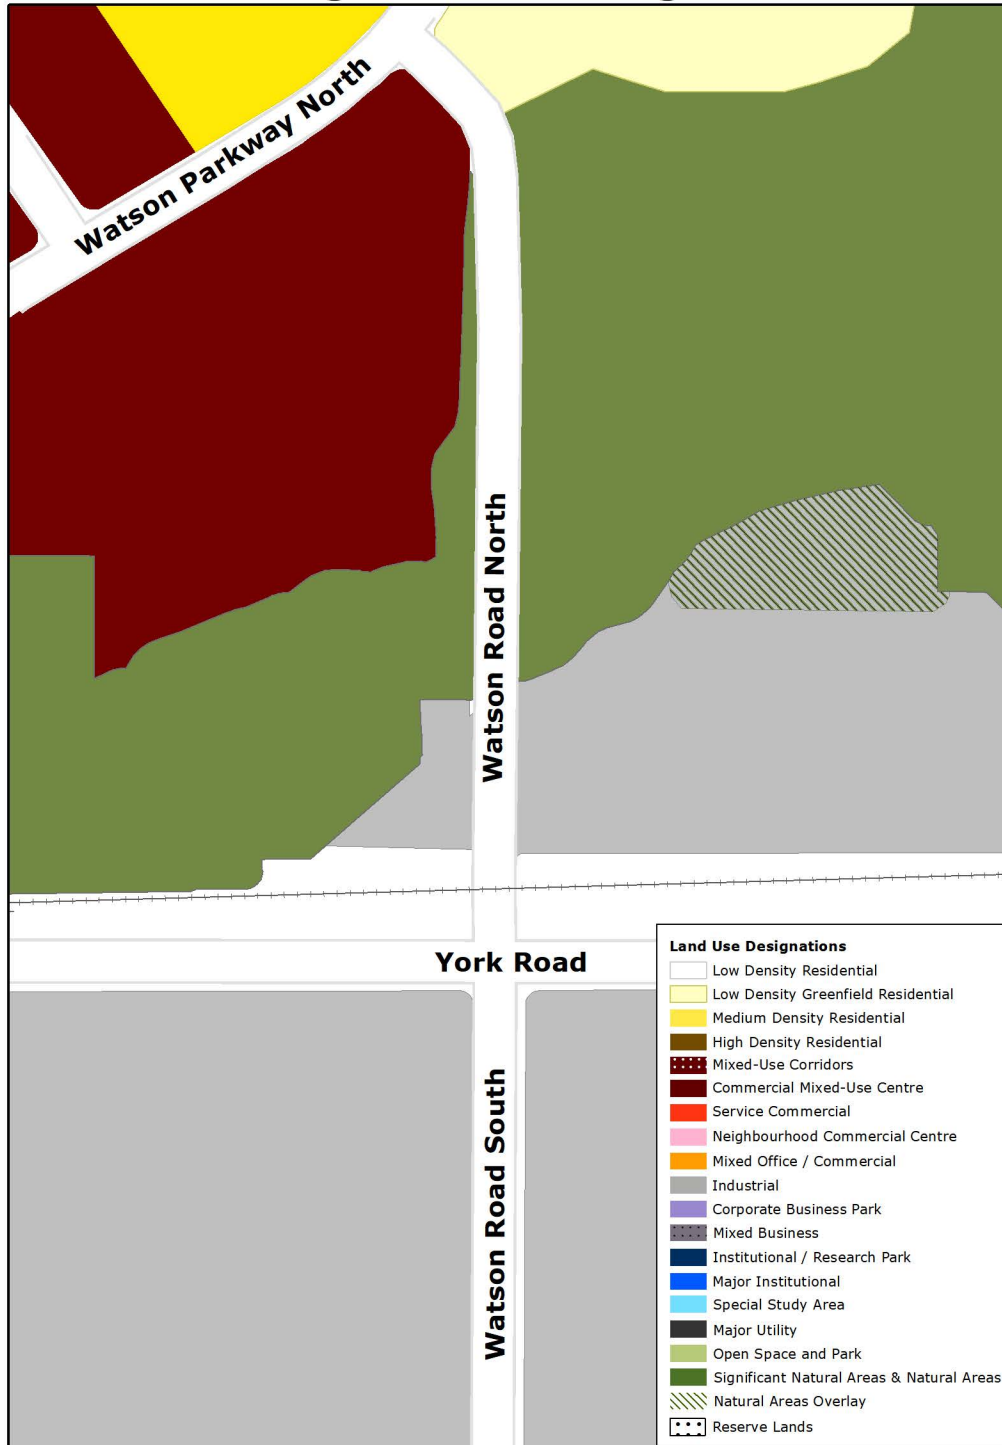 Watson Parkway North
Watson Road North
York Road
Watson Road South
Land Use Designations
Low Density Residential
Low Density Greenfield Residential
Medium Density Residential
High Density Residential
Mixed-Use Corridors
Commercial Mixed-Use Centre
Service Commercial
Neighbourhood Commercial Centre
Mixed Office / Commercial
Industrial
Corporate Business Park
Mixed Business
Institutional / Research Park
Major Institutional
Special Study Area
Major Utility
Open Space and Park
Significant Natural Areas & Natural Areas
Natural Areas Overlay
Reserve Lands